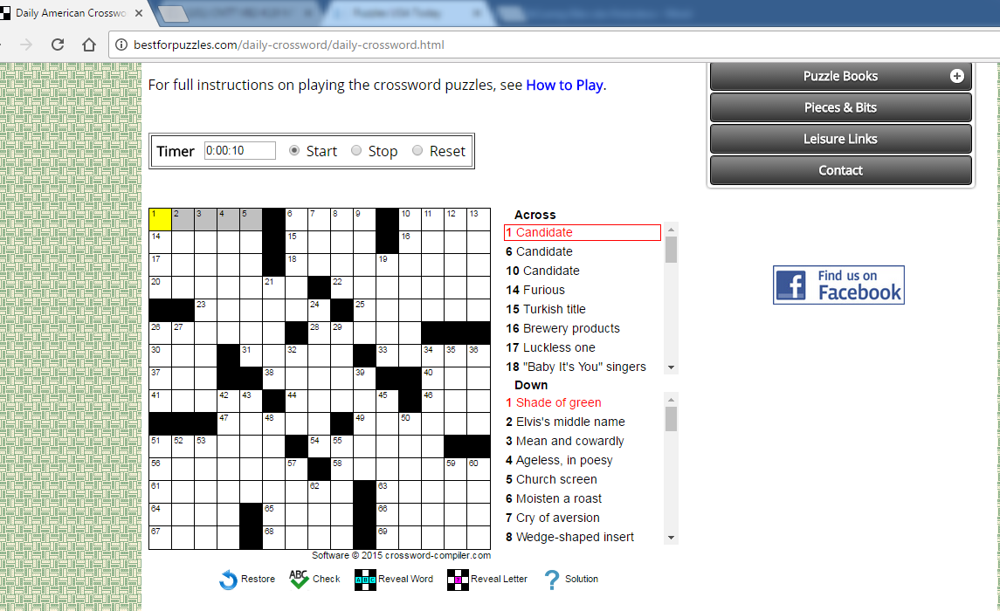 Daily American Crosswo
bestforpuzzles.com/daily-crossword/daily-crossword.html
For full instructions on playing the crossword puzzles, see How to Play.
Puzzle Books
Pieces & Bits
Leisure Links
Contact
Timer 0:00:10 Start Stop Reset
1 2 3 4 5 6 7 8 9 10 11 12 13
14 15 16
17 18 19
20 21 22
23 24 25
26 27 28 29
30 31 32 33 34 35 36
37 38 39 40
41 42 43 44 45 46
47 48 49 50
51 52 53 54 55
56 57 58 59 60
61 62 63
64 65 66
67 68 69
Software © 2015 crossword-compiler.com
Across
1 Candidate
6 Candidate
10 Candidate
14 Furious
15 Turkish title
16 Brewery products
17 Luckless one
18 "Baby It's You" singers
Down
1 Shade of green
2 Elvis's middle name
3 Mean and cowardly
4 Ageless, in poesy
5 Church screen
6 Moisten a roast
7 Cry of aversion
8 Wedge-shaped insert
Find us on
Facebook
Restore ABC Check ABC Reveal Word Reveal Letter ? Solution